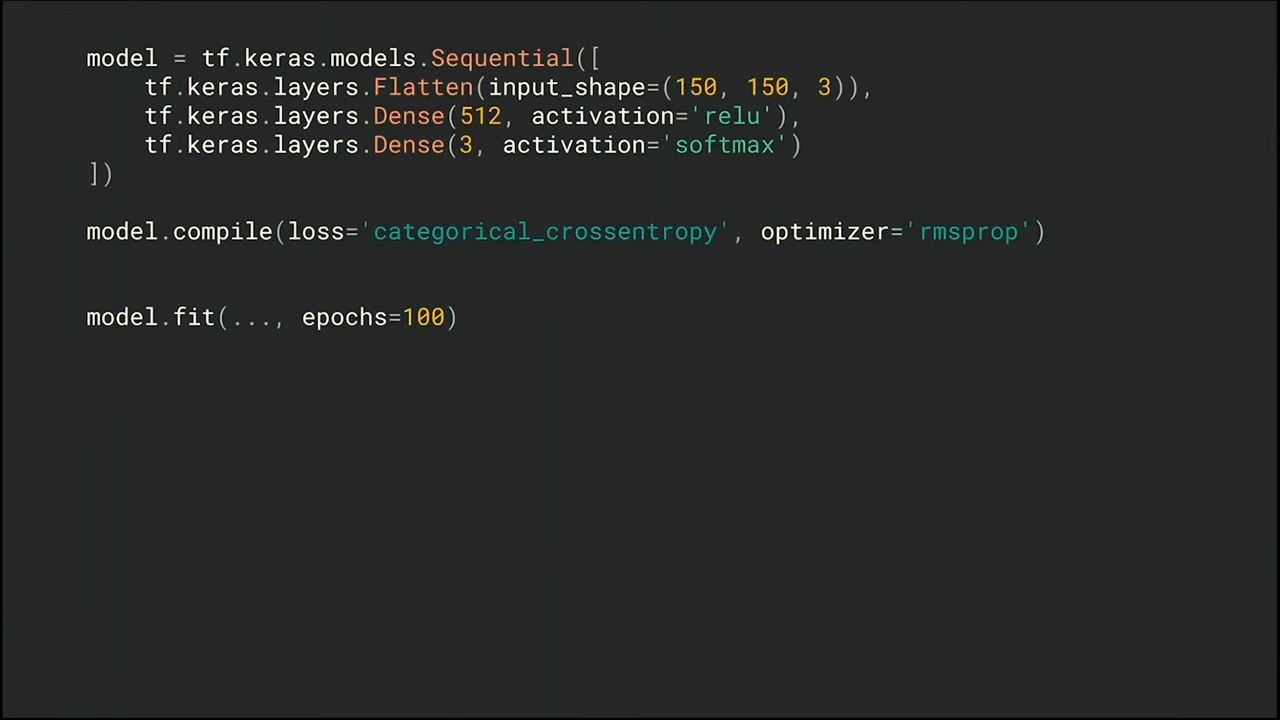 model = tf.keras.models.Sequential([
    tf.keras.layers.Flatten(input_shape=(150, 150, 3)),
    tf.keras.layers.Dense(512, activation='relu'),
    tf.keras.layers.Dense(3, activation='softmax')
])
model.compile(loss='categorical_crossentropy', optimizer='rmsprop')
model.fit(..., epochs=100)